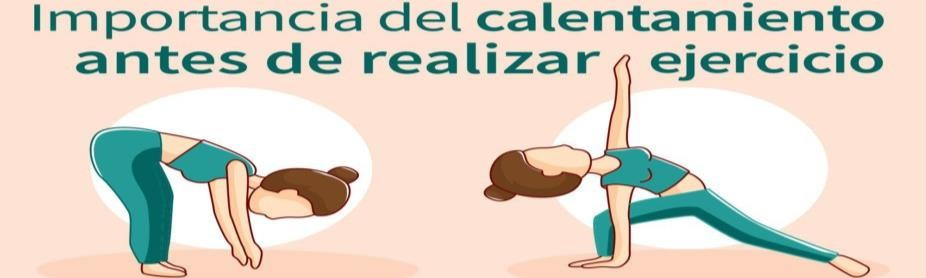 Importancia del calentamiento
antes de realizar ejercicio